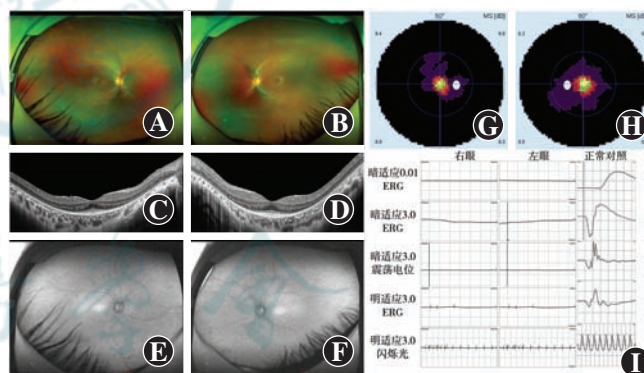 A
B
C
D
E
F
90°
MS [dB]
G
90°
MS [dB]
H
右眼
左眼
正常对照
暗适应0.01
ERG
暗适应3.0
ERG
暗适应3.0
震荡电位
明适应3.0
ERG
明适应3.0
闪烁光
I